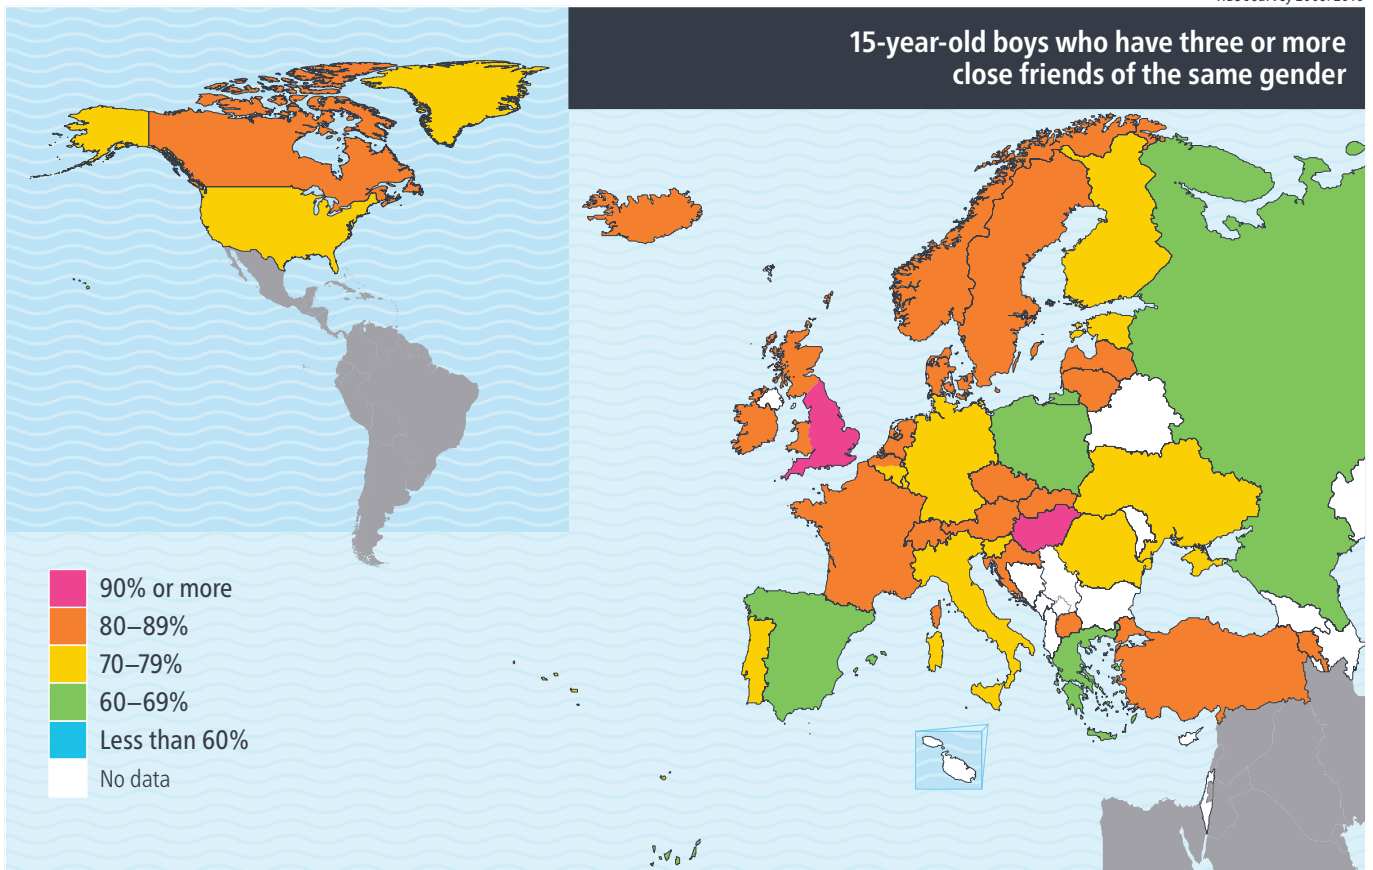 15-year-old boys who have three or more
close friends of the same gender
90% or more
80–89%
70–79%
60–69%
Less than 60%
No data